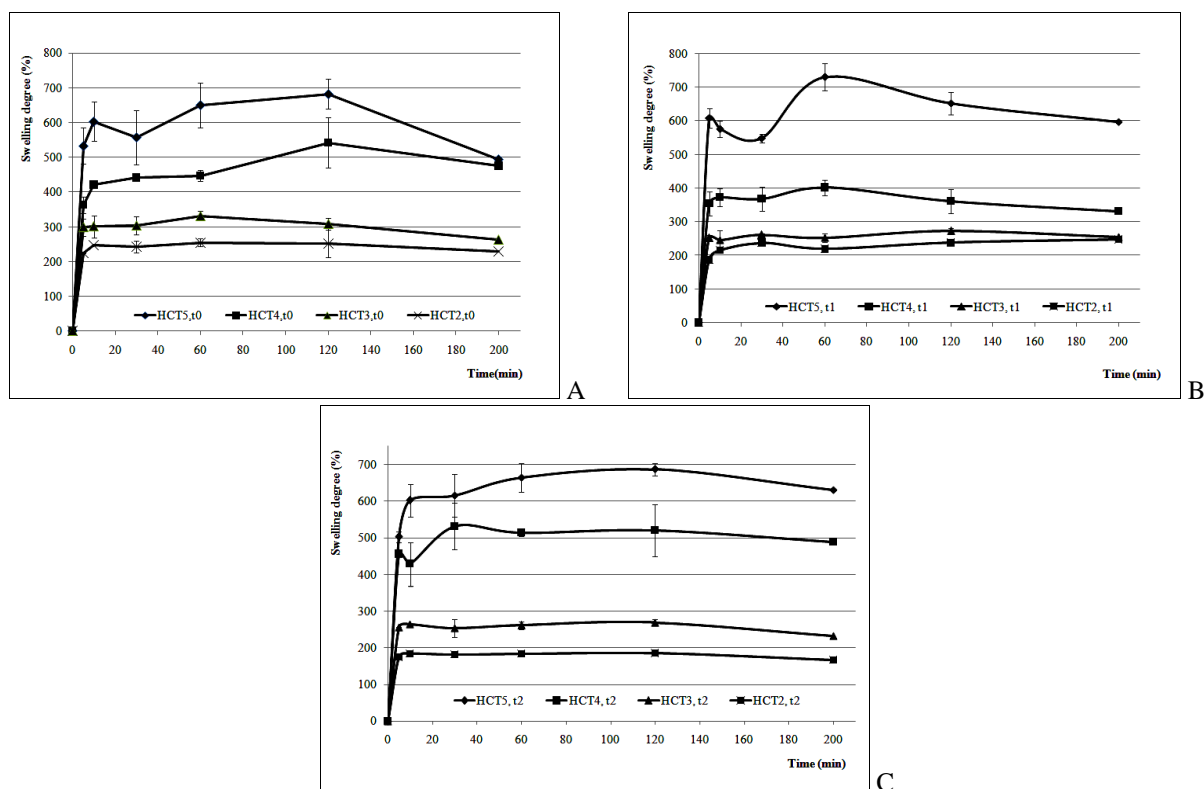 Swelling degree (%)
800
700
600
500
400
300
200
100
0
HCT5,t0 HCT4,t0 HCT3,t0 HCT2,t0
0 20 40 60 80 100 120 140 160 180 200
Time(min)
A
Swelling degree (%)
800
700
600
500
400
300
200
100
0
HCT5, t1 HCT4, t1 HCT3, t1 HCT2, t1
0 20 40 60 80 100 120 140 160 180 200
Time (min)
B
Swelling degree (%)
700
600
500
400
300
200
100
0
HCT5, t2 HCT4, t2 HCT3, t2 HCT2, t2
0 20 40 60 80 100 120 140 160 180 200
Time (min)
C